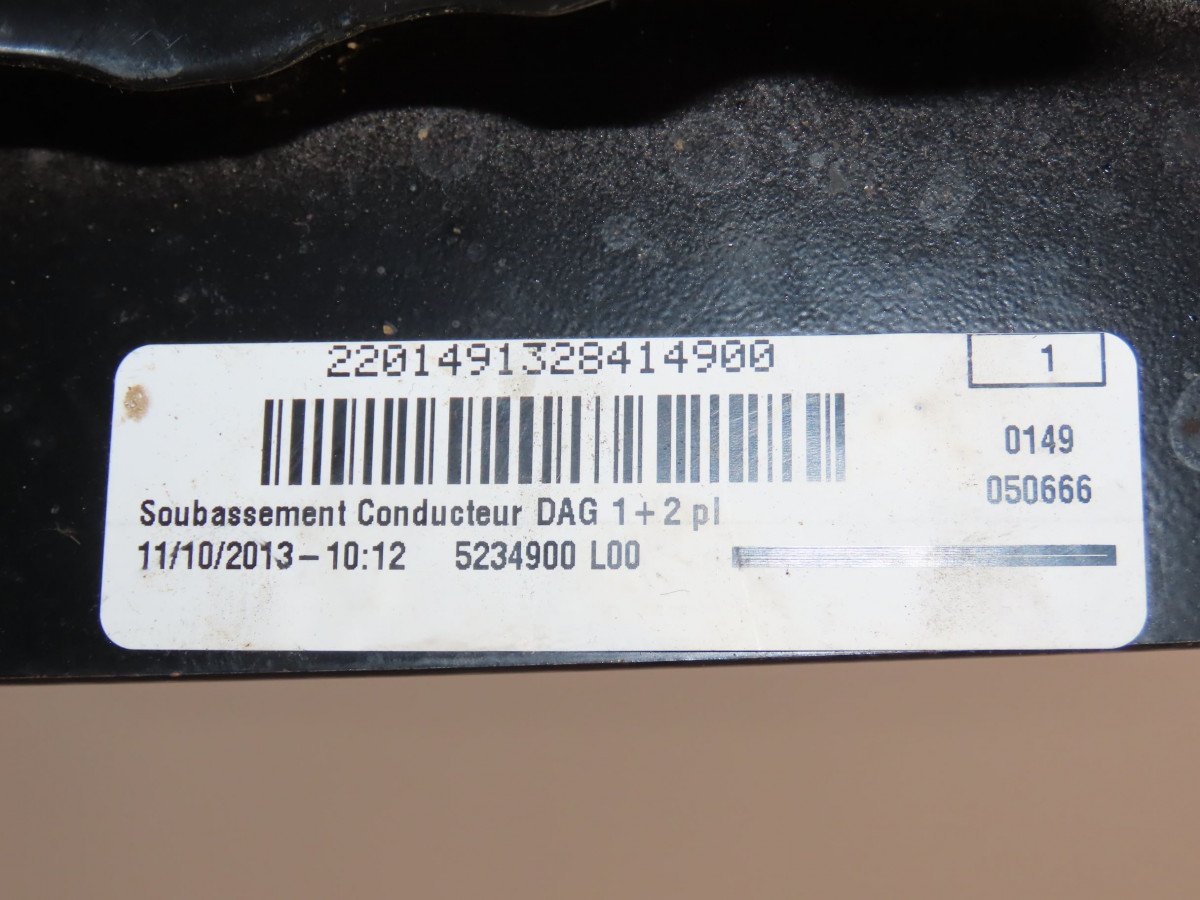 2201491328414900
1
0149
050666
Soubassement Conducteur DAG 1+2 pl
11/10/2013-10:12 5234900 L00